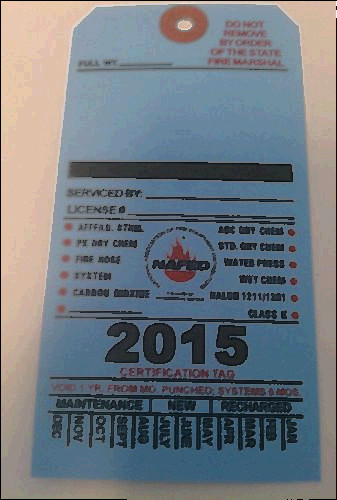 DO NOT
REMOVE
BY ORDER
OF THE STATE
FIRE MARSHAL
FULL WT.
SERVICED BY:
LICENSE #
AFFF A.R. STNL.
PK DRY CHEM
FIRE HOSE
SYSTEM
CARBON DIOXIDE
NAFED
ABC DRY CHEM
STD. DRY CHEM
WATER PRESS
WET CHEM
HALON 1211/1301
CLASS K
2015
CERTIFICATION TAG
VOID 1 YR. FROM MO. PUNCHED; SYSTEMS 6 MOS.
MAINTENANCE NEW RECHARGED
DEC NOV OCT SEPT AUG JULY JUNE MAY APR MAR FEB JAN